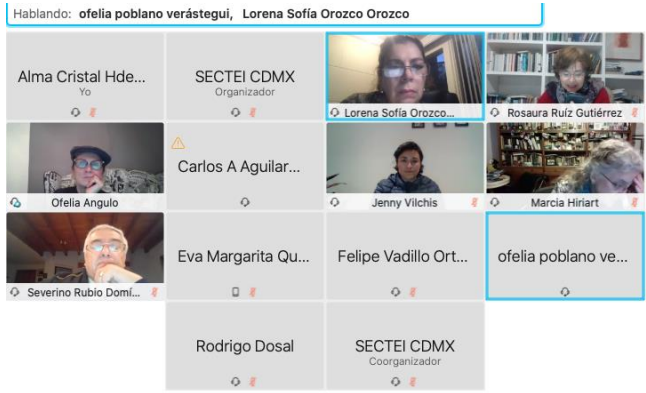 Hablando: ofelia poblano verástegui, Lorena Sofía Orozco Orozco
Alma Cristal Hde...
Yo
SECTEI CDMX
Organizador
Lorena Sofía Orozco...
Rosaura Ruíz Gutiérrez
Ofelia Angulo
Carlos A Aguilar...
Jenny Vilchis
Marcia Hiriart
Severino Rubio Domí...
Eva Margarita Qu...
Felipe Vadillo Ort...
ofelia poblano ve...
Rodrigo Dosal
SECTEI CDMX
Coorganizador